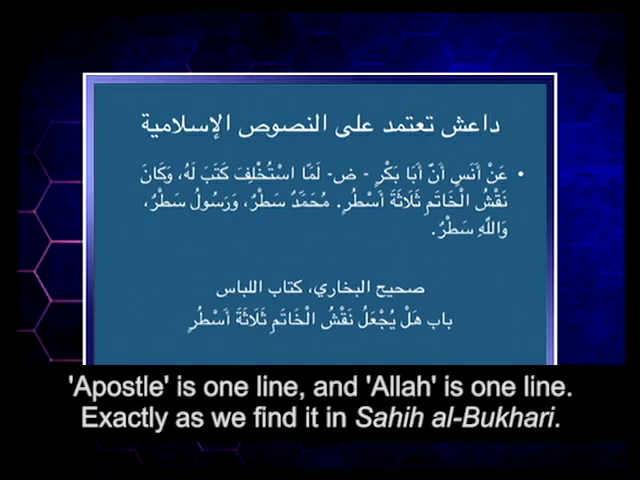 داعش تعتمد على النصوص الإسلامية
• عَنْ أَنَسٍ أَنَّ أَبَا بَكْرٍ - ض- لَمَّا اسْتُخْلِفَ كَتَبَ لَهُ، وَكَانَ
نَقْشُ الْخَاتَمِ ثَلَاثَةَ أَسْطُرٍ. مُحَمَّدٌ سَطْرٌ، وَرَسُولُ سَطْرٌ،
وَاللَّهِ سَطْرٌ.
صحيح البخاري، كتاب اللباس
باب هَلْ يُجْعَلُ نَقْشُ الْخَاتَمِ ثَلَاثَةَ أَسْطُرٍ
'Apostle' is one line, and 'Allah' is one line.
Exactly as we find it in Sahih al-Bukhari.